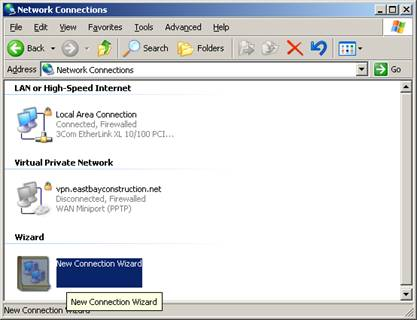 Network Connections
File Edit View Favorites Tools Advanced Help
Back Search Folders
Address Network Connections Go
LAN or High-Speed Internet
Local Area Connection
Connected, Firewalled
3Com EtherLink XL 10/100 PCI...
Virtual Private Network
vpn.eastbayconstruction.net
Disconnected, Firewalled
WAN Miniport (PPTP)
Wizard
New Connection Wizard
New Connection Wizard
New Connection Wizard